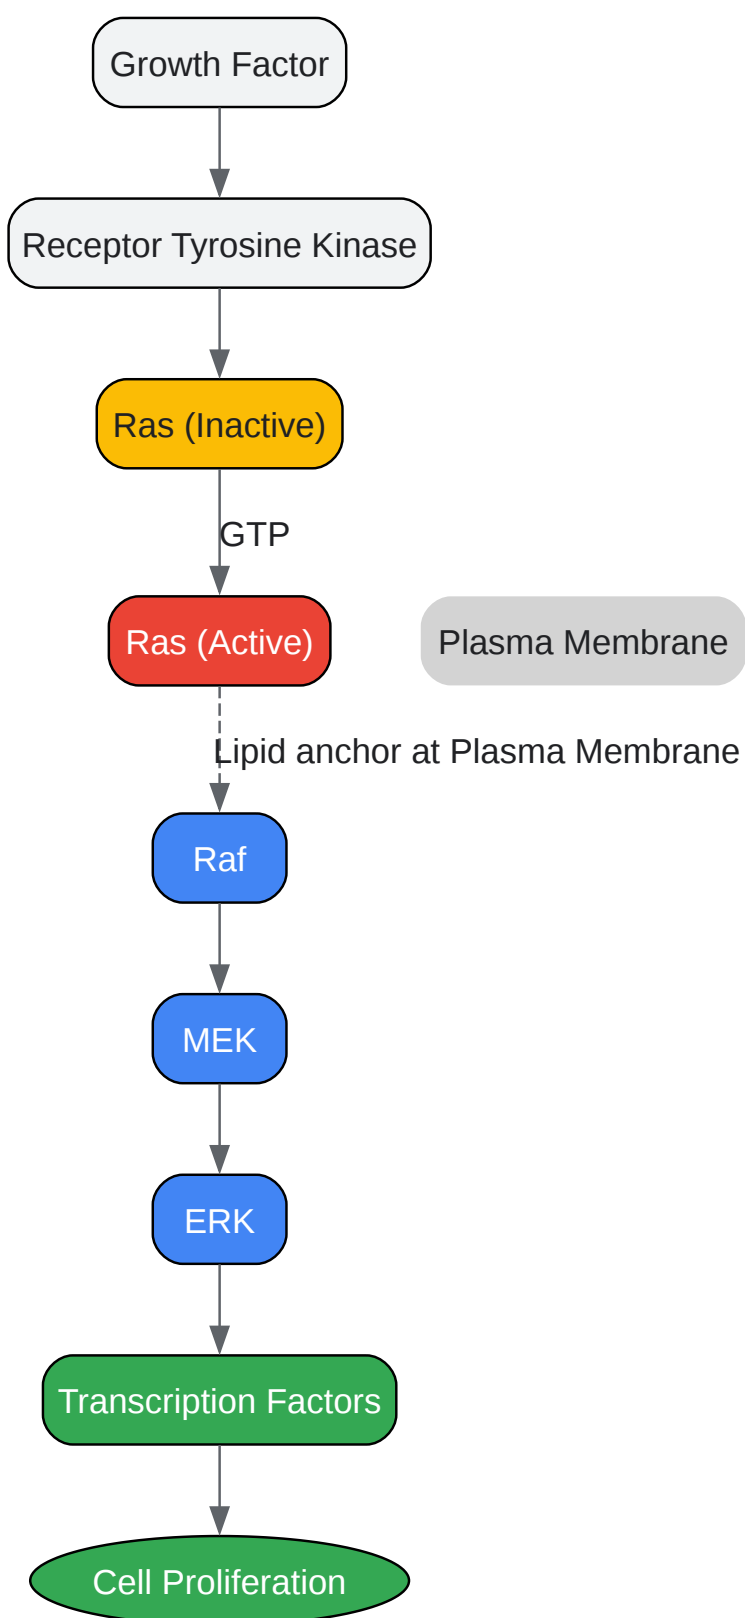 Growth Factor
Receptor Tyrosine Kinase
Ras (Inactive)
GTP
Ras (Active)
Plasma Membrane
Lipid anchor at Plasma Membrane
Raf
MEK
ERK
Transcription Factors
Cell Proliferation